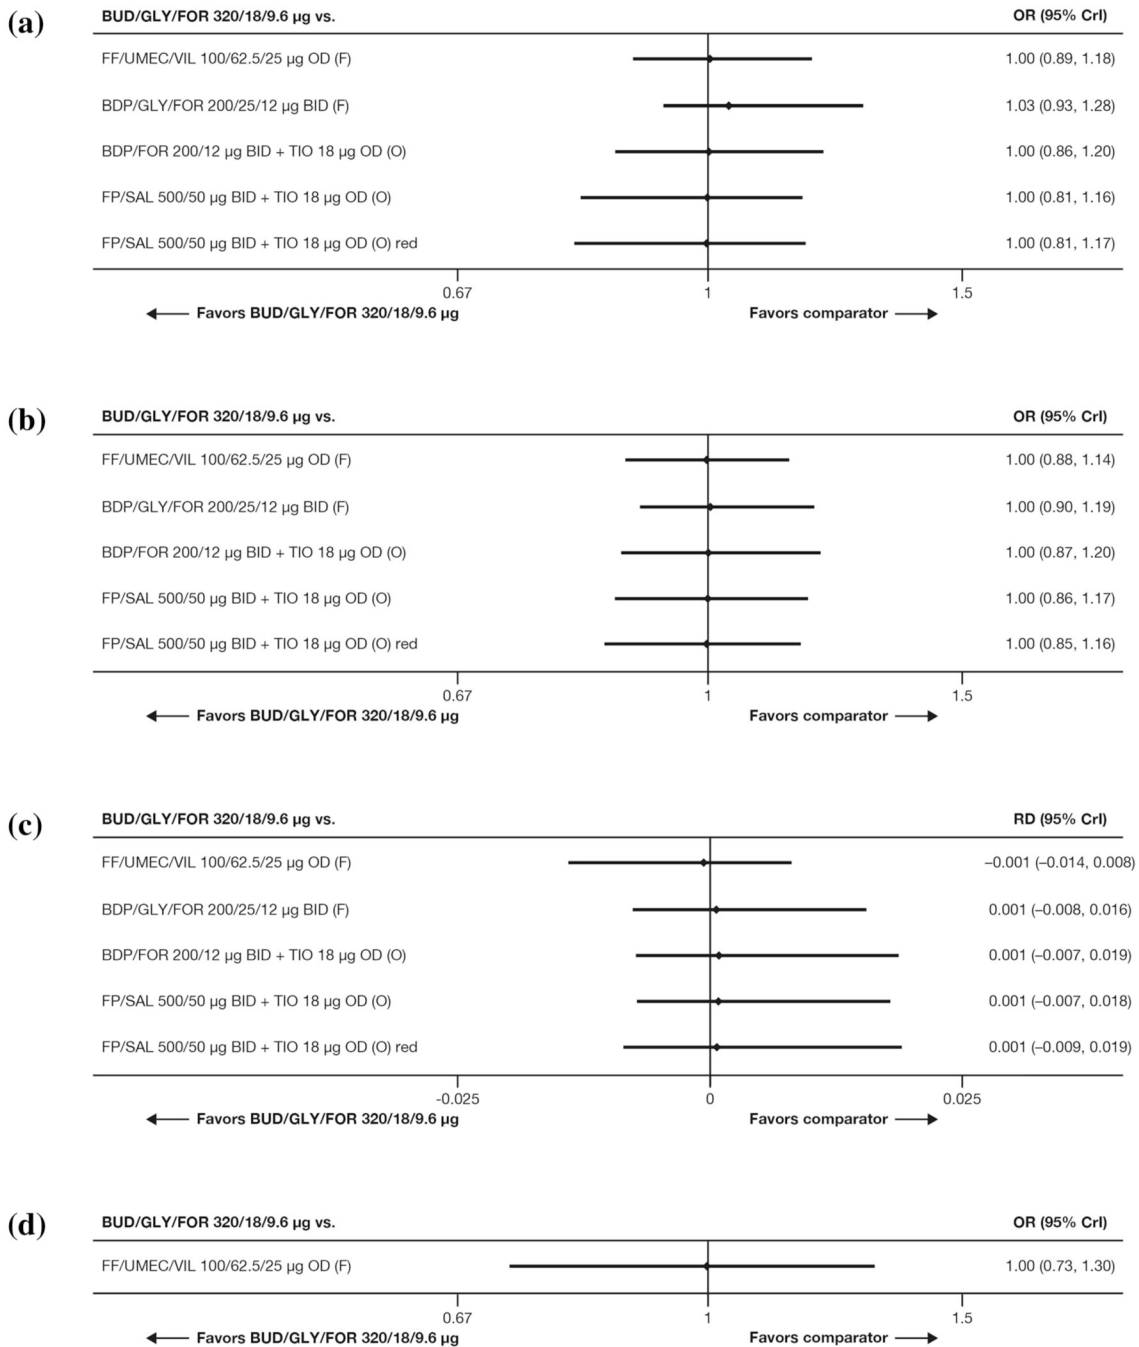 (a)
BUD/GLY/FOR 320/18/9.6 µg vs. OR (95% CrI)
FF/UMEC/VIL 100/62.5/25 µg OD (F) 1.00 (0.89, 1.18)
BDP/GLY/FOR 200/25/12 µg BID (F) 1.03 (0.93, 1.28)
BDP/FOR 200/12 µg BID + TIO 18 µg OD (O) 1.00 (0.86, 1.20)
FP/SAL 500/50 µg BID + TIO 18 µg OD (O) 1.00 (0.81, 1.16)
FP/SAL 500/50 µg BID + TIO 18 µg OD (O) red 1.00 (0.81, 1.17)
0.67 1 1.5
Favors BUD/GLY/FOR 320/18/9.6 µg Favors comparator
(b)
BUD/GLY/FOR 320/18/9.6 µg vs. OR (95% CrI)
FF/UMEC/VIL 100/62.5/25 µg OD (F) 1.00 (0.88, 1.14)
BDP/GLY/FOR 200/25/12 µg BID (F) 1.00 (0.90, 1.19)
BDP/FOR 200/12 µg BID + TIO 18 µg OD (O) 1.00 (0.87, 1.20)
FP/SAL 500/50 µg BID + TIO 18 µg OD (O) 1.00 (0.86, 1.17)
FP/SAL 500/50 µg BID + TIO 18 µg OD (O) red 1.00 (0.85, 1.16)
0.67 1 1.5
Favors BUD/GLY/FOR 320/18/9.6 µg Favors comparator
(c)
BUD/GLY/FOR 320/18/9.6 µg vs. RD (95% CrI)
FF/UMEC/VIL 100/62.5/25 µg OD (F) –0.001 (–0.014, 0.008)
BDP/GLY/FOR 200/25/12 µg BID (F) 0.001 (–0.008, 0.016)
BDP/FOR 200/12 µg BID + TIO 18 µg OD (O) 0.001 (–0.007, 0.019)
FP/SAL 500/50 µg BID + TIO 18 µg OD (O) 0.001 (–0.007, 0.018)
FP/SAL 500/50 µg BID + TIO 18 µg OD (O) red 0.001 (–0.009, 0.019)
-0.025 0 0.025
Favors BUD/GLY/FOR 320/18/9.6 µg Favors comparator
(d)
BUD/GLY/FOR 320/18/9.6 µg vs. OR (95% CrI)
FF/UMEC/VIL 100/62.5/25 µg OD (F) 1.00 (0.73, 1.30)
0.67 1 1.5
Favors BUD/GLY/FOR 320/18/9.6 µg Favors comparator